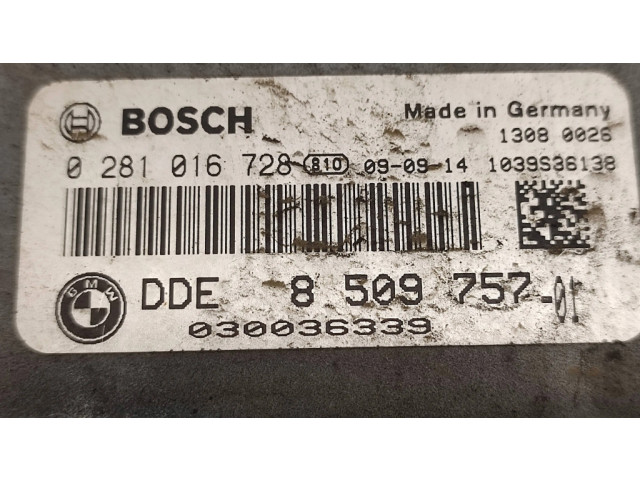 BOSCH Made in Germany
1308 0026
0 281 016 728 810 09-09-14 1039S36138
BMW DDE 8 509 757-01
030036339